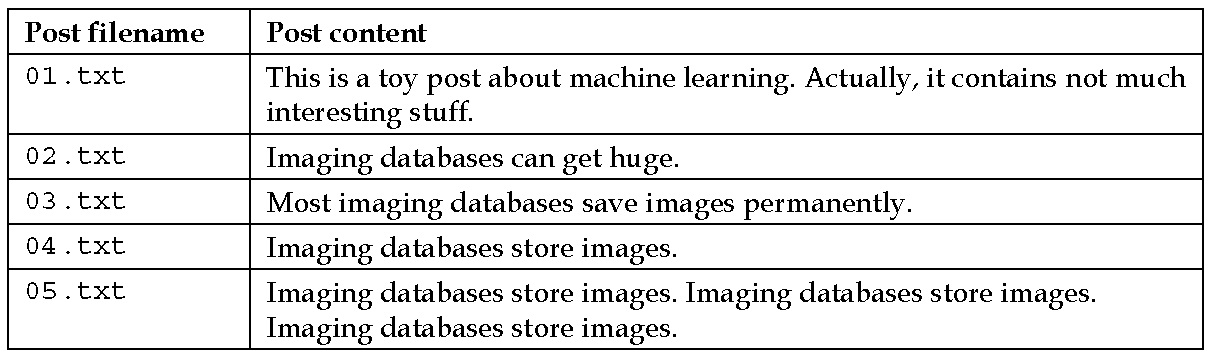 Post filename Post content
01.txt This is a toy post about machine learning. Actually, it contains not much
interesting stuff.
02.txt Imaging databases can get huge.
03.txt Most imaging databases save images permanently.
04.txt Imaging databases store images.
05.txt Imaging databases store images. Imaging databases store images.
Imaging databases store images.